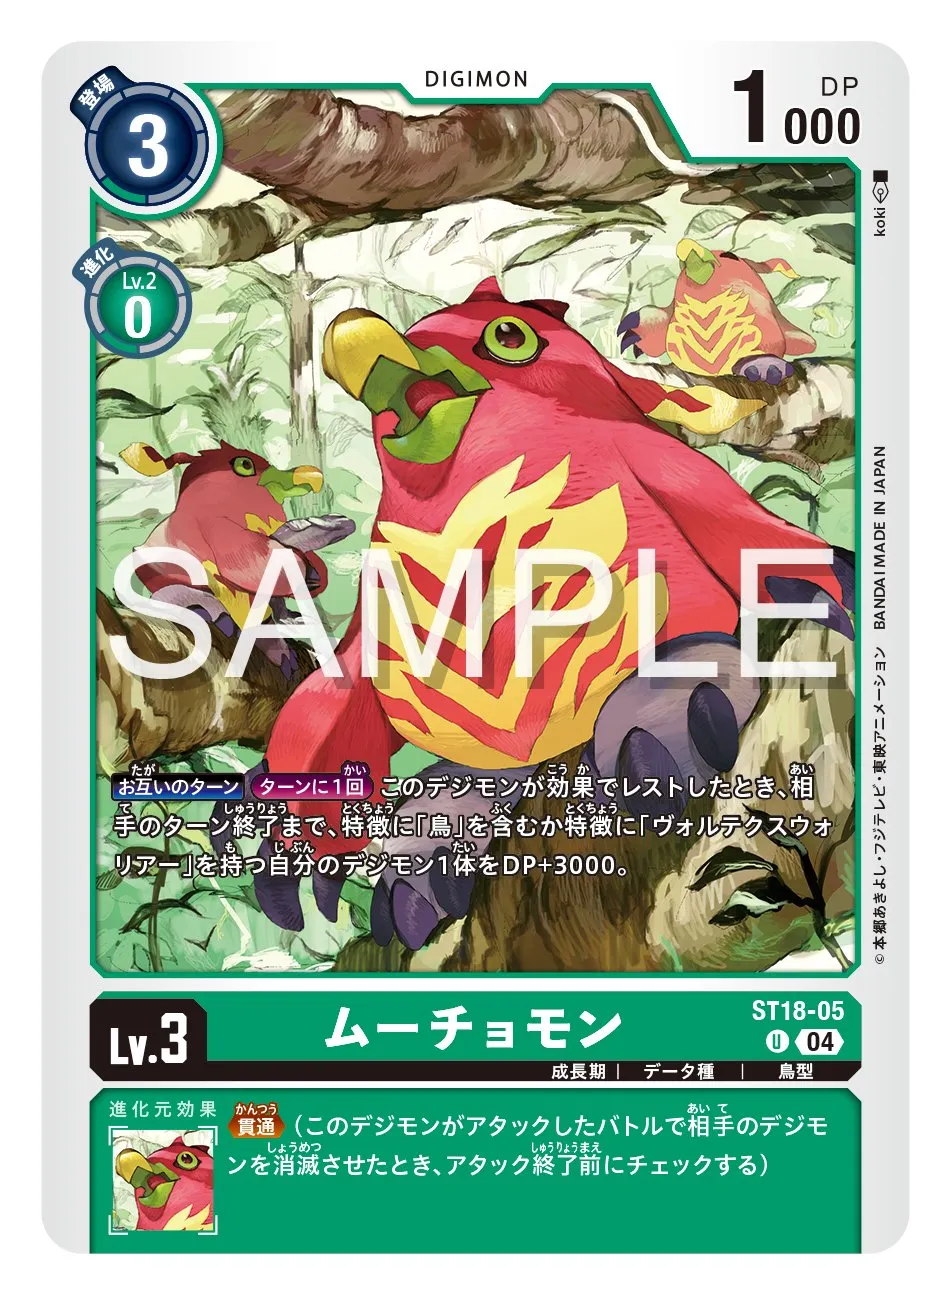 DIGIMON
登場
3
DP
1000
進化
Lv.2
0
koki
SAMPLE
お互いのターン ターンに1回 このデジモンが効果でレストしたとき、相
手のターン終了まで、特徴に「鳥」を含むか特徴に「ヴォルテクスウォ
リアー」を持つ自分のデジモン1体をDP+3000。
©本郷あきよし・フジテレビ・東映アニメーション BANDAI MADE IN JAPAN
Lv.3
ムーチョモン
ST18-05
U 04
成長期 | データ種 | 鳥型
進化元効果
貫通 (このデジモンがアタックしたバトルで相手のデジモ
ンを消滅させたとき、アタック終了前にチェックする)